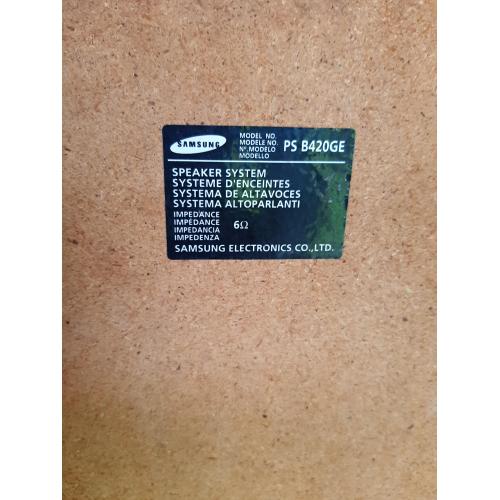 SAMSUNG
MODEL NO.
MODELE NO.
Nº.MODELO
MODELLO
PS B420GE
SPEAKER SYSTEM
SYSTEME D'ENCEINTES
SYSTEMA DE ALTAVOCES
SYSTEMA ALTOPARLANTI
IMPEDANCE
IMPÉDANCE
IMPEDANCIA
IMPEDENZA
6Ω
SAMSUNG ELECTRONICS CO.,LTD.